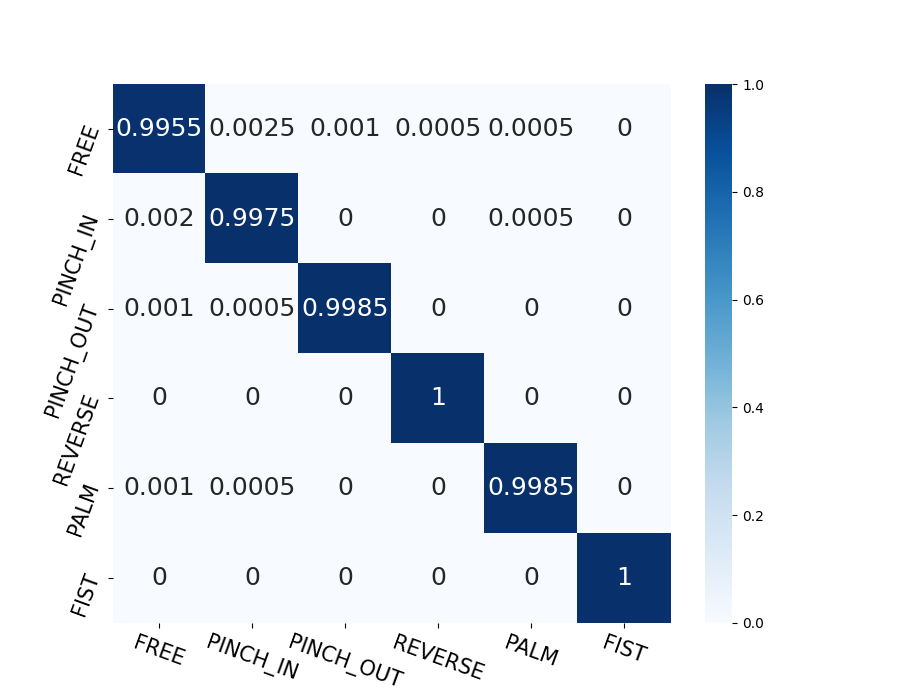 FREE 0.9955 0.0025 0.001 0.0005 0.0005 0
PINCH_IN 0.002 0.9975 0 0 0.0005 0
PINCH_OUT 0.001 0.0005 0.9985 0 0 0
REVERSE 0 0 0 1 0 0
PALM 0.001 0.0005 0 0 0.9985 0
FIST 0 0 0 0 0 1
FREE PINCH_IN PINCH_OUT REVERSE PALM FIST
1.0
0.8
0.6
0.4
0.2
0.0